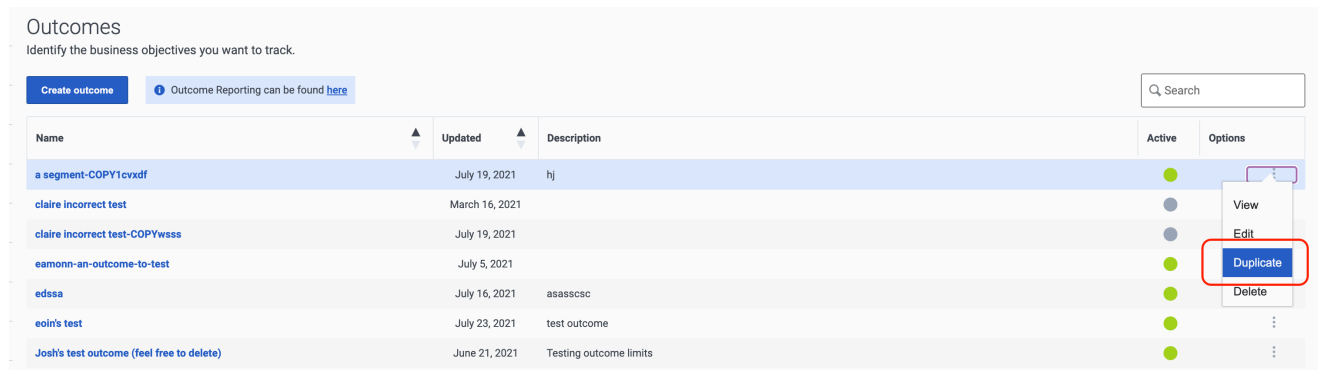 Outcomes
Identify the business objectives you want to track.
Create outcome Outcome Reporting can be found here Search
Name Updated Description Active Options
a segment-COPY1cvxdf July 19, 2021 hj
claire incorrect test March 16, 2021 View
claire incorrect test-COPYwsss July 19, 2021 Edit
eamonn-an-outcome-to-test July 5, 2021 Duplicate
edssa July 16, 2021 asasscsc Delete
eoin's test July 23, 2021 test outcome
Josh's test outcome (feel free to delete) June 21, 2021 Testing outcome limits